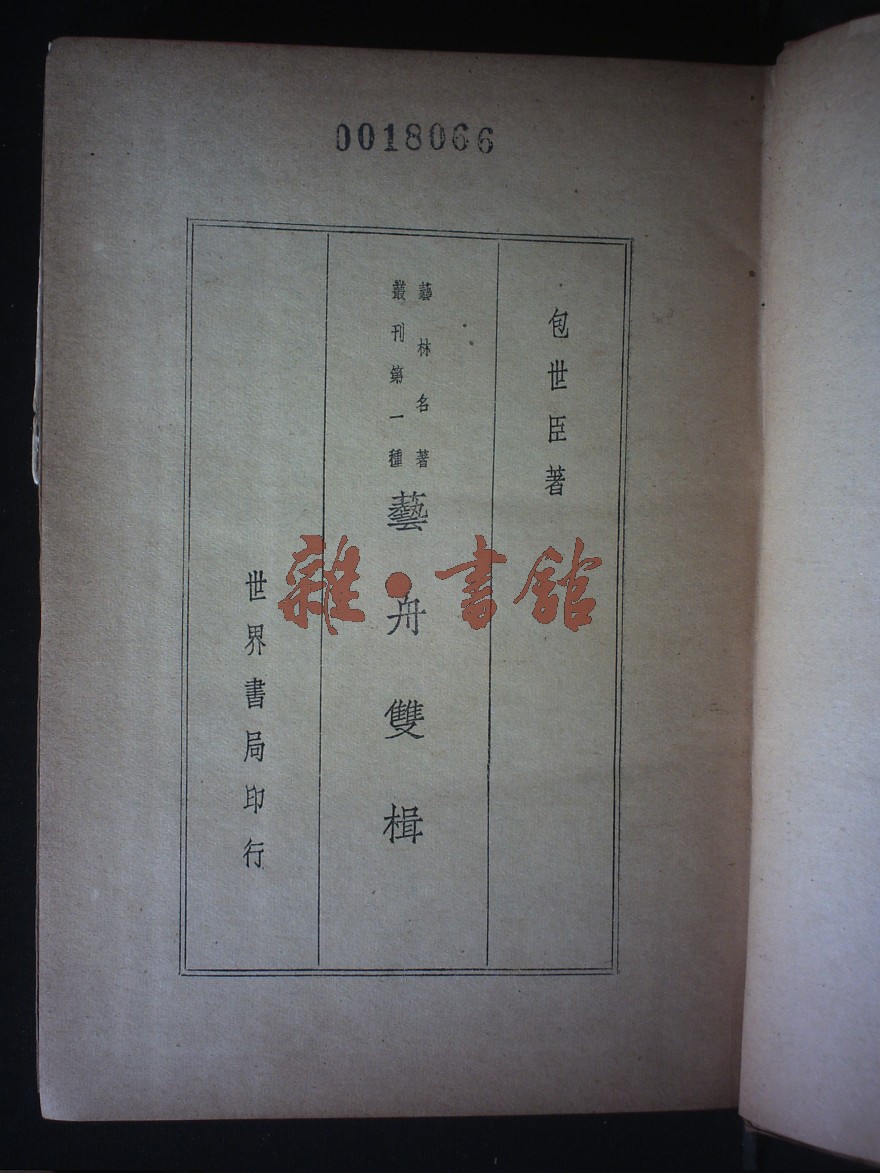 0018066
包世臣著
藝林名著
叢刊第一種
藝舟雙楫
世界書局印行
雜·書館